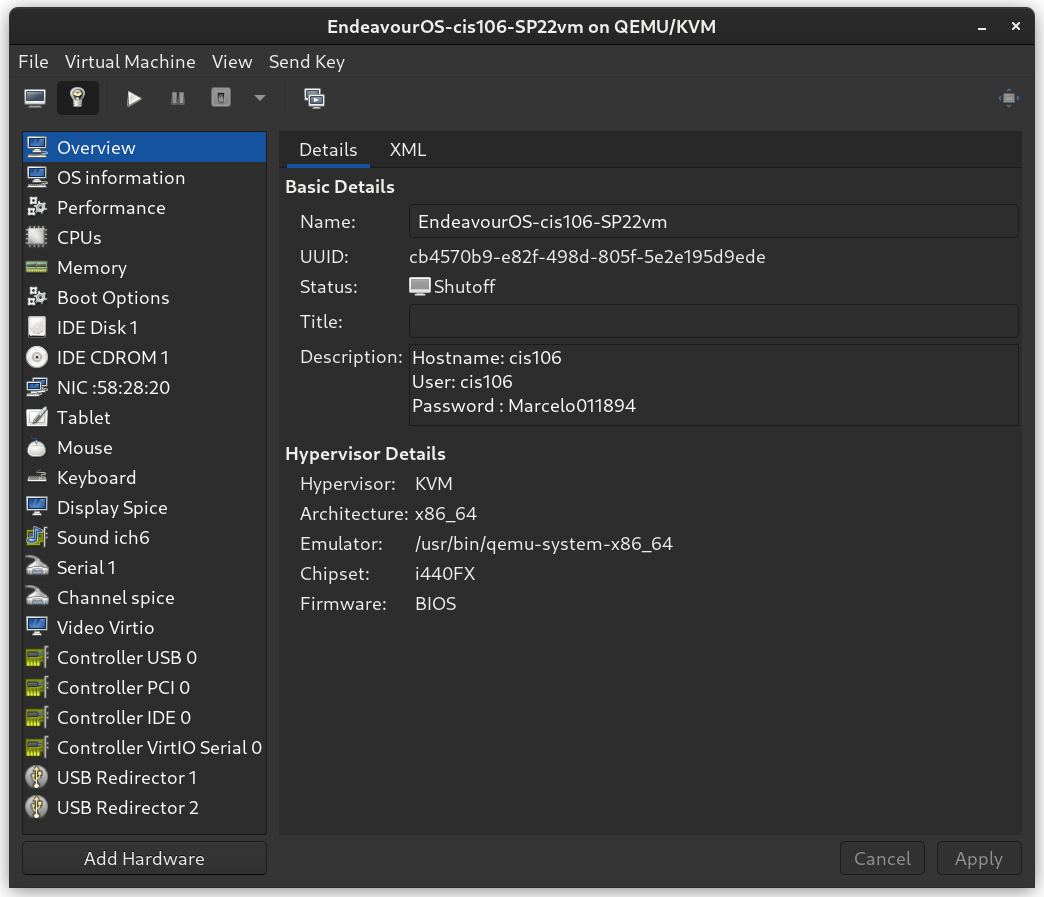 EndeavourOS-cis106-SP22vm on QEMU/KVM
File Virtual Machine View Send Key
Overview
OS information
Performance
CPUs
Memory
Boot Options
IDE Disk 1
IDE CDROM 1
NIC :58:28:20
Tablet
Mouse
Keyboard
Display Spice
Sound ich6
Serial 1
Channel spice
Video Virtio
Controller USB 0
Controller PCI 0
Controller IDE 0
Controller VirtIO Serial 0
USB Redirector 1
USB Redirector 2
Add Hardware
Details XML
Basic Details
Name: EndeavourOS-cis106-SP22vm
UUID: cb4570b9-e82f-498d-805f-5e2e195d9ede
Status: Shutoff
Title:
Description: Hostname: cis106
User: cis106
Password : Marcelo011894
Hypervisor Details
Hypervisor: KVM
Architecture: x86_64
Emulator: /usr/bin/qemu-system-x86_64
Chipset: i440FX
Firmware: BIOS
Cancel Apply